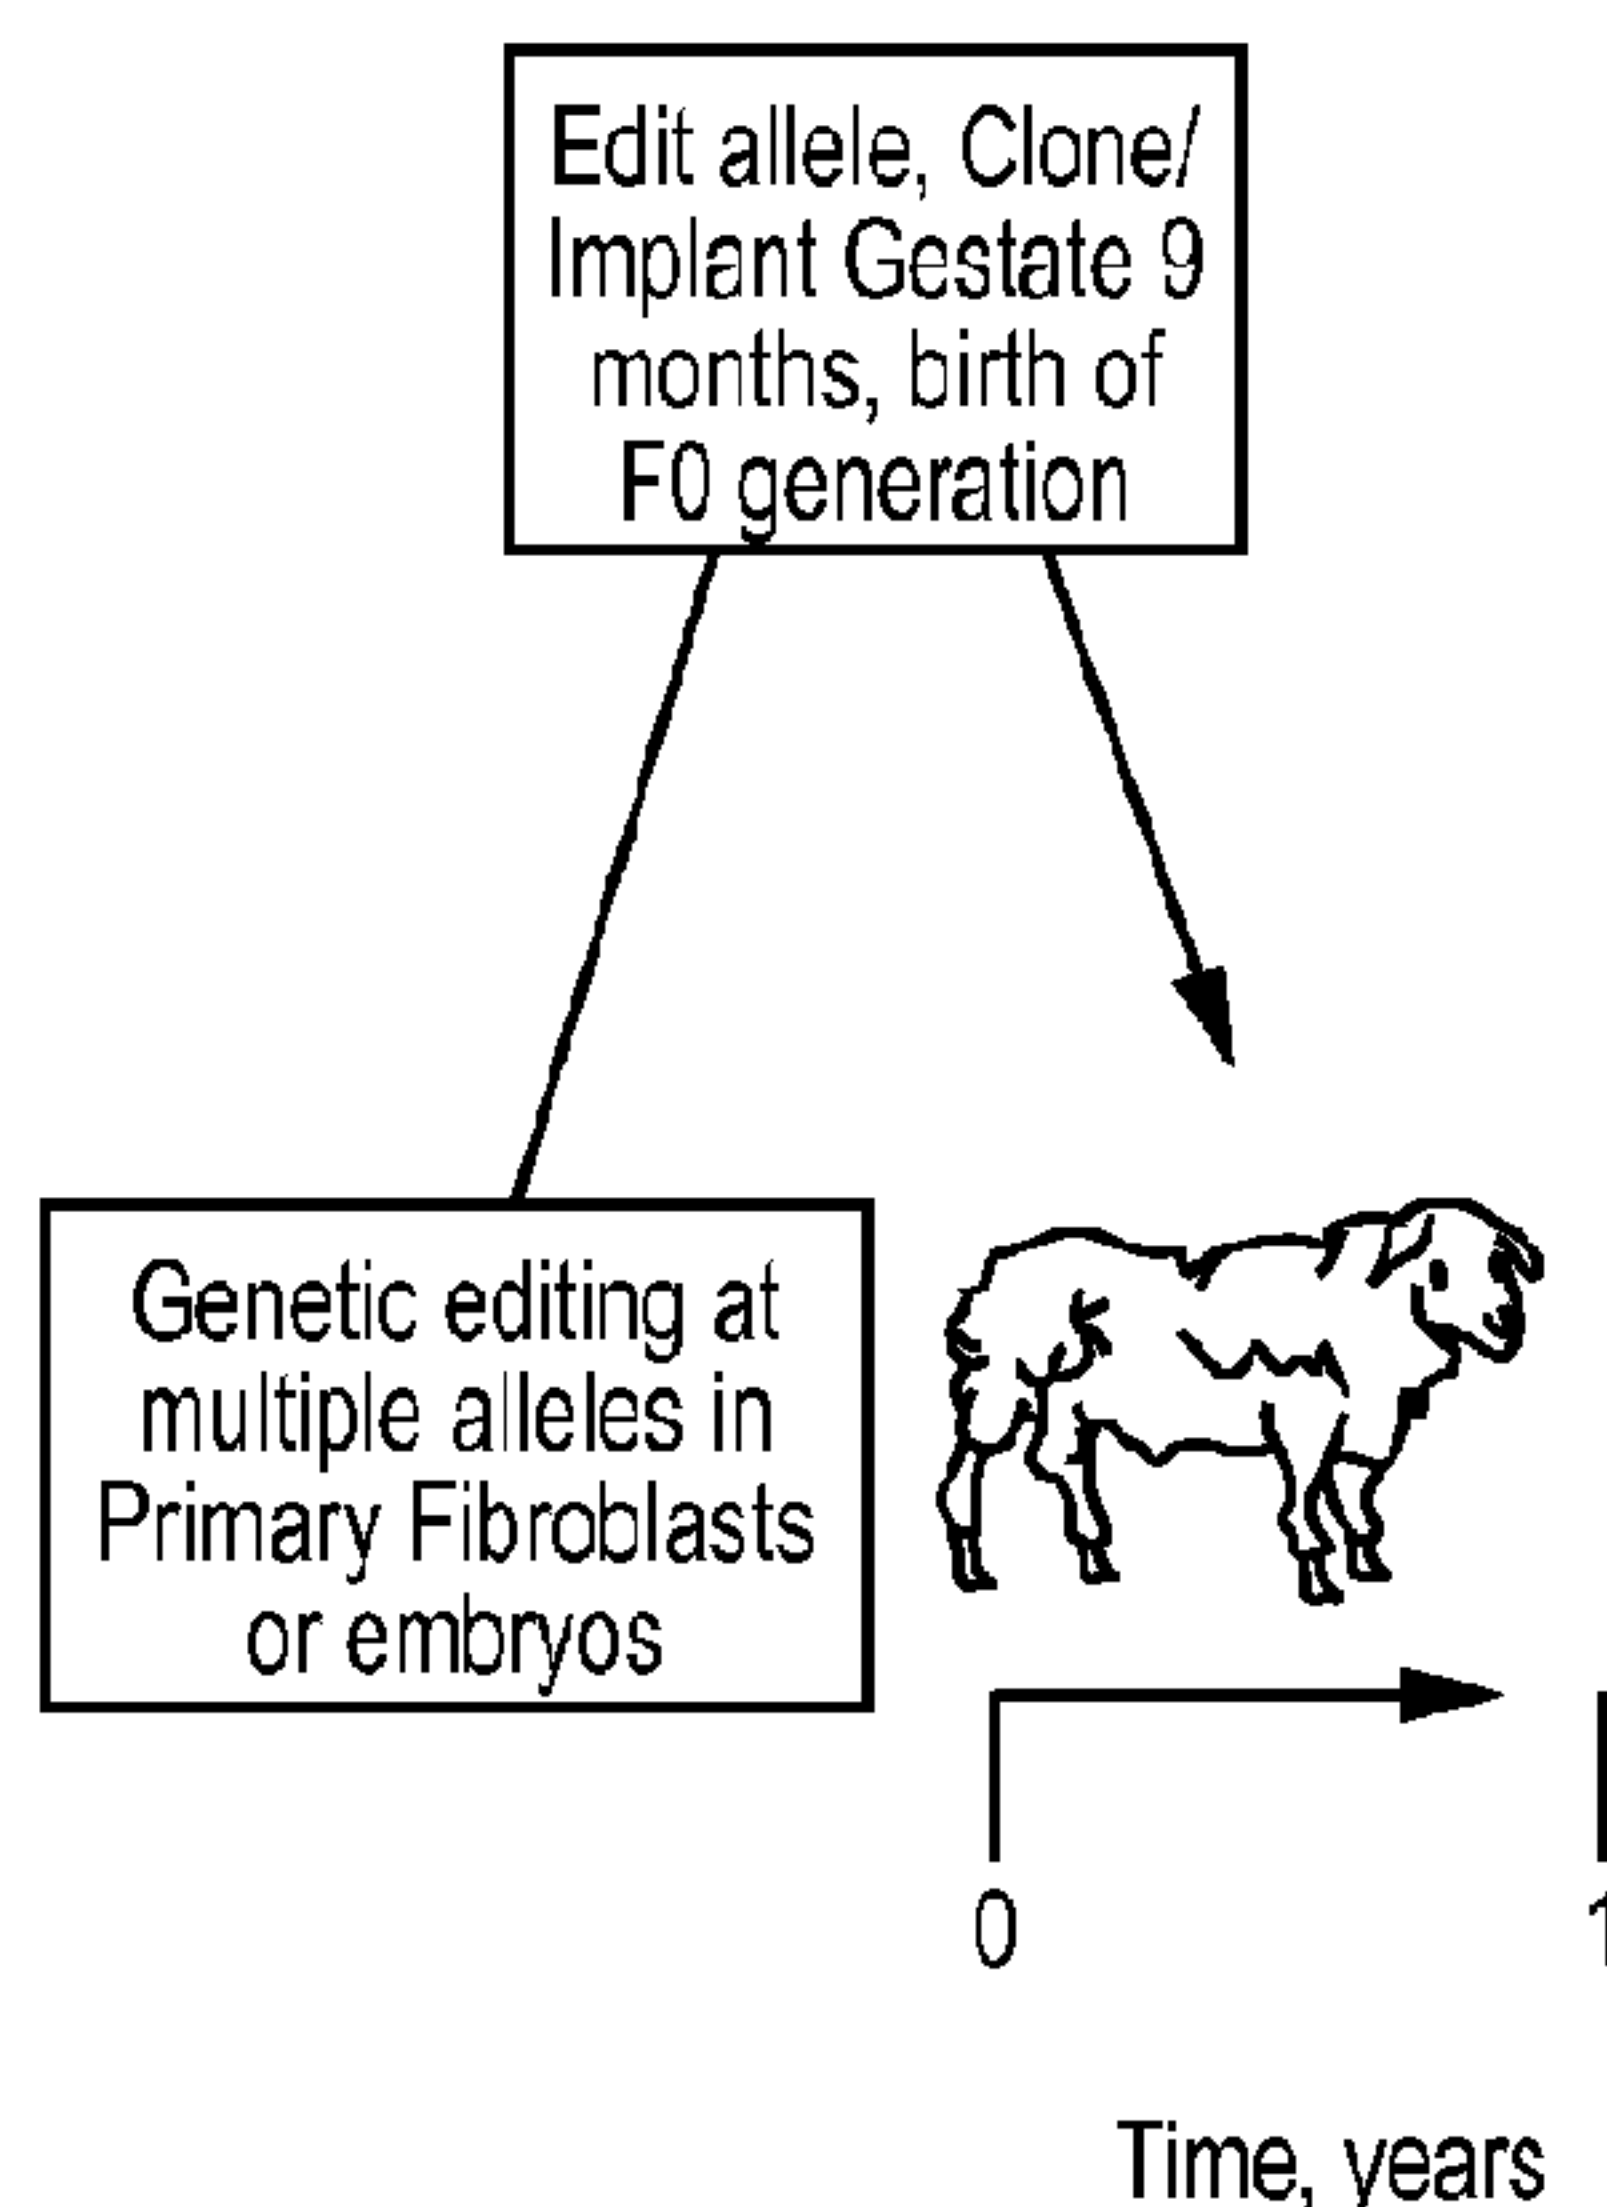 Edit allele, Clone/
Implant Gestate 9
months, birth of
F0 generation
Genetic editing at
multiple alleles in
Primary Fibroblasts
or embryos
0
1
Time, years